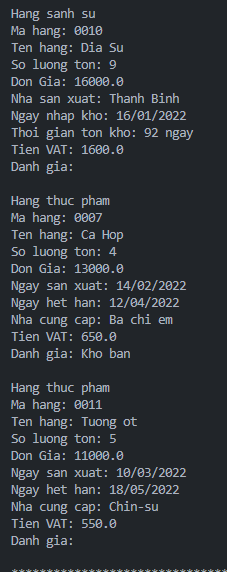 Hang sanh su
Ma hang: 0010
Ten hang: Dia Su
So luong ton: 9
Don Gia: 16000.0
Nha san xuat: Thanh Binh
Ngay nhap kho: 16/01/2022
Thoi gian ton kho: 92 ngay
Tien VAT: 1600.0
Danh gia:
Hang thuc pham
Ma hang: 0007
Ten hang: Ca Hop
So luong ton: 4
Don Gia: 13000.0
Ngay san xuat: 14/02/2022
Ngay het han: 12/04/2022
Nha cung cap: Ba chi em
Tien VAT: 650.0
Danh gia: Kho ban
Hang thuc pham
Ma hang: 0011
Ten hang: Tuong ot
So luong ton: 5
Don Gia: 11000.0
Ngay san xuat: 10/03/2022
Ngay het han: 18/05/2022
Nha cung cap: Chin-su
Tien VAT: 550.0
Danh gia:
*******************************